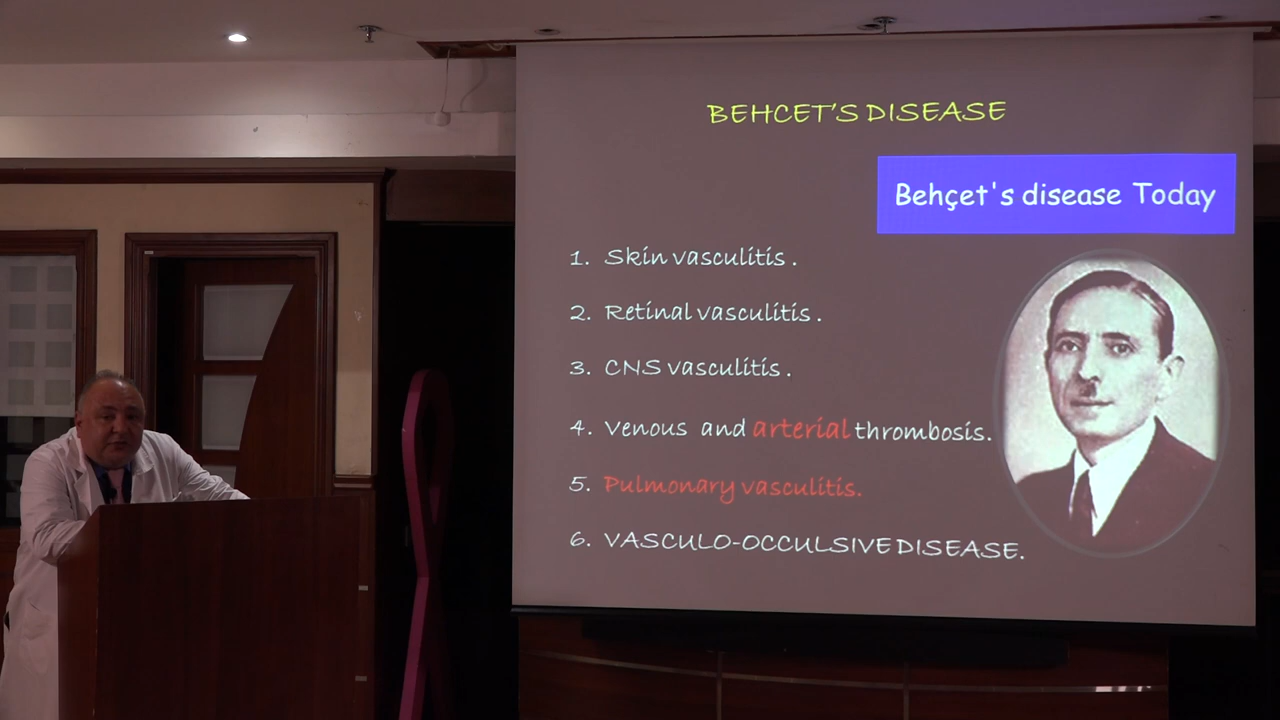 BEHCET'S DISEASE
Behçet's disease Today
1. Skin vasculitis .
2. Retinal vasculitis .
3. CNS vasculitis .
4. Venous and arterial thrombosis.
5. Pulmonary vasculitis.
6. VASCULO-OCCULSIVE DISEASE.